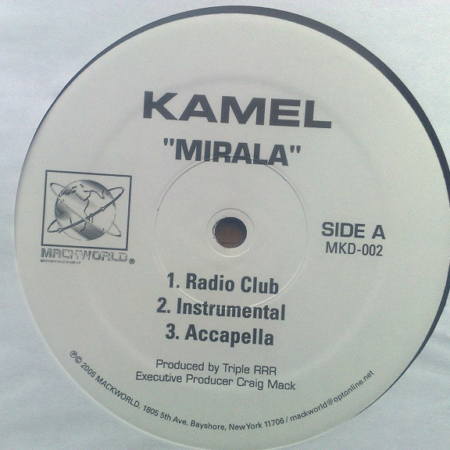 KAMEL
"MIRALA"
MACKWORLD®
SIDE A
MKD-002
1. Radio Club
2. Instrumental
3. Accapella
Produced by Triple RRR
Executive Producer Craig Mack
℗© 2005 MACKWORLD. 1805 5th Ave. Bayshore, New York 11706 / mackworld@optonline.net